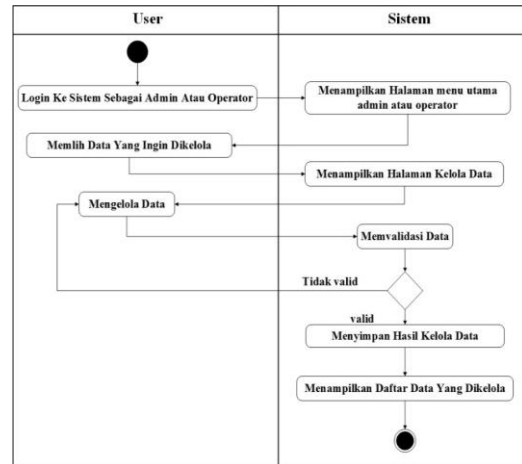 User
Sistem
Login Ke Sistem Sebagai Admin Atau Operator
Menampilkan Halaman menu utama
admin atau operator
Memlih Data Yang Ingin Dikelola
Menampilkan Halaman Kelola Data
Mengelola Data
Memvalidasi Data
Tidak valid
valid
Menyimpan Hasil Kelola Data
Menampilkan Daftar Data Yang Dikelola